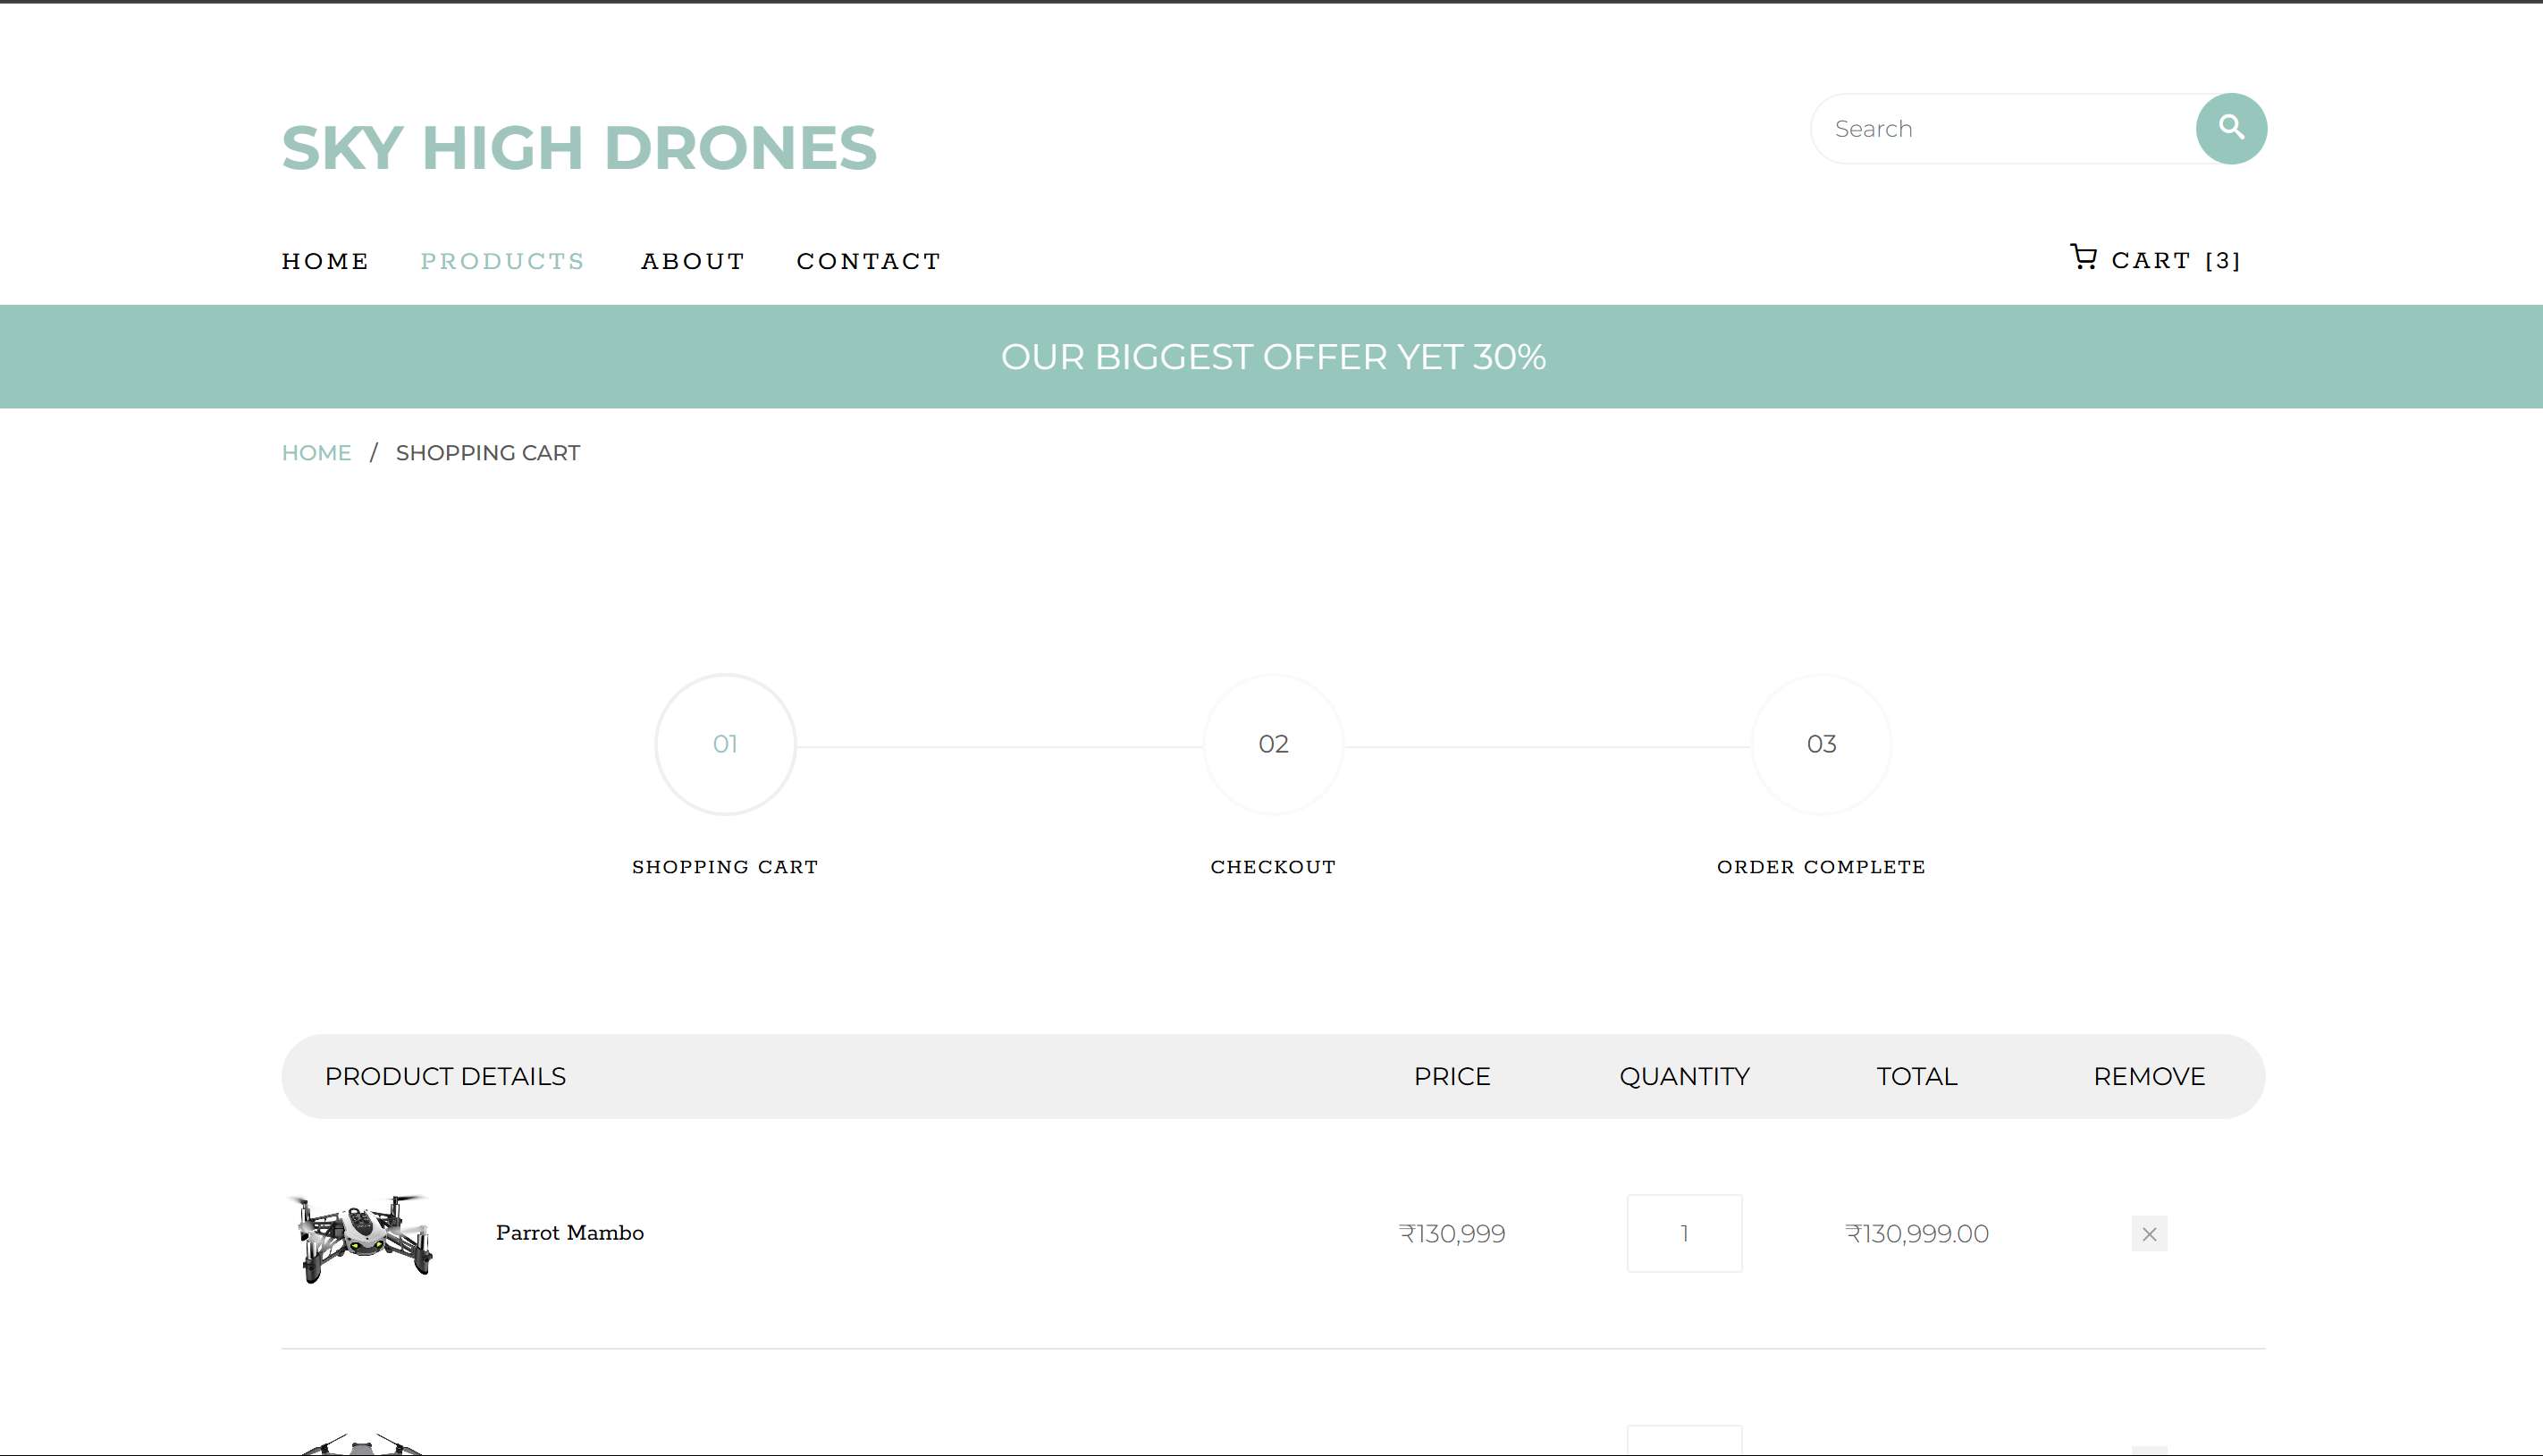 SKY HIGH DRONES
Search
HOME PRODUCTS ABOUT CONTACT
CART [3]
OUR BIGGEST OFFER YET 30%
HOME / SHOPPING CART
01 02 03
SHOPPING CART CHECKOUT ORDER COMPLETE
PRODUCT DETAILS PRICE QUANTITY TOTAL REMOVE
Parrot Mambo ₹130,999 1 ₹130,999.00 ×